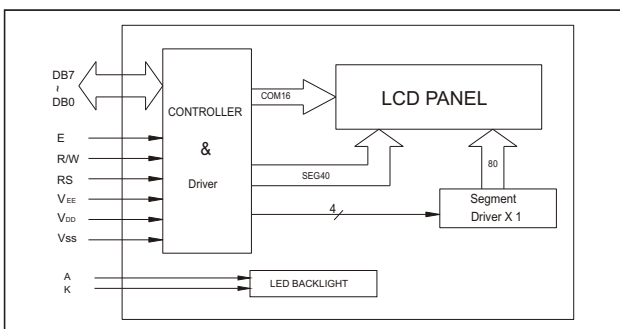 DB7
~
DB0
E
R/W
RS
VEE
VDD
Vss
A
K
CONTROLLER
&
Driver
COM16
SEG40
4
LCD PANEL
80
Segment
Driver X 1
LED BACKLIGHT